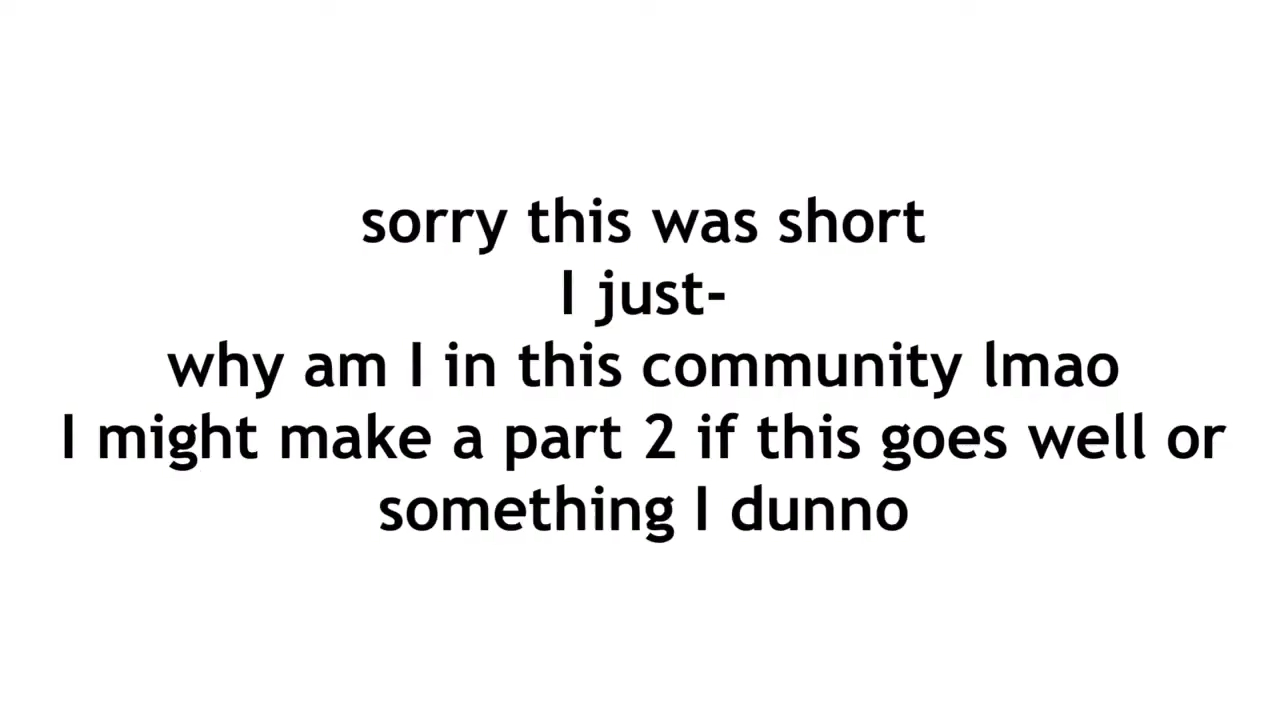 sorry this was short
I just-
why am I in this community lmao
I might make a part 2 if this goes well or
something I dunno